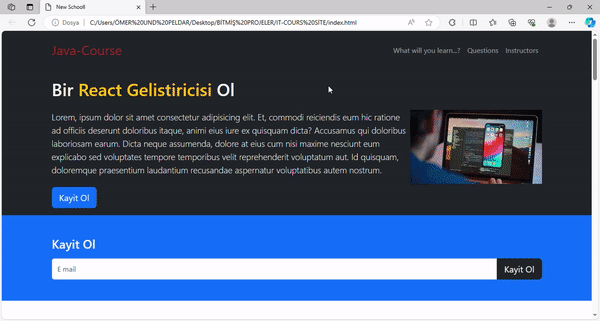 New Schooll
Dosya | C:/Users/ÖMER%20UND%20PELDAR/Desktop/BİTMİŞ%20PROJELER/IT-COURS%20SITE/index.html
Java-Course
What will you learn...? Questions Instructors
Bir React Gelistiricisi Ol
Lorem, ipsum dolor sit amet consectetur adipisicing elit. Et, commodi reiciendis eum hic ratione
ad officiis deserunt doloribus itaque, animi eius iure ex quisquam dicta? Accusamus qui doloribus
laboriosam earum. Dicta neque assumenda, dolore at eius cum nisi maxime nesciunt eum
explicabo sed voluptates tempore temporibus velit reprehenderit voluptatum aut. Id quisquam,
doloremque praesentium laudantium recusandae aspernatur voluptatibus autem nostrum.
Kayit Ol
Kayit Ol
E mail
Kayit Ol